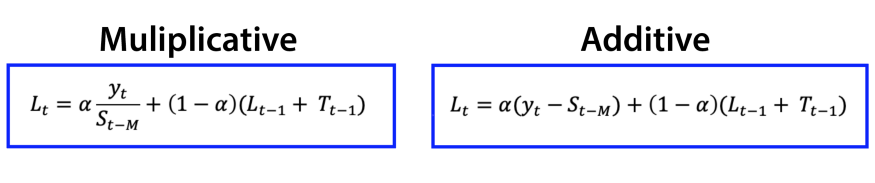 Muliplicative
Additive
L_t = α y_t / S_{t−M} + (1 − α)(L_{t−1} + T_{t−1})
L_t = α(y_t − S_{t−M}) + (1 − α)(L_{t−1} + T_{t−1})